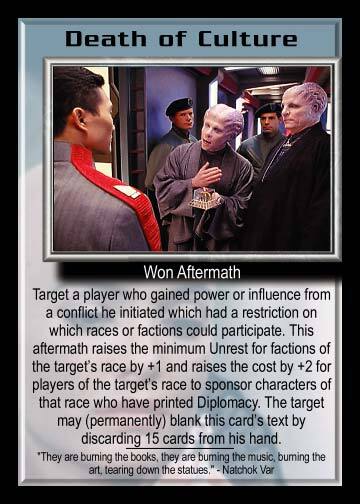 Death of Culture
Won Aftermath
Target a player who gained power or influence from
a conflict he initiated which had a restriction on
which races or factions could participate. This
aftermath raises the minimum Unrest for factions of
the target's race by +1 and raises the cost by +2 for
players of the target's race to sponsor characters of
that race who have printed Diplomacy. The target
may (permanently) blank this card's text by
discarding 15 cards from his hand.
"They are burning the books, they are burning the music, burning the
art, tearing down the statues." - Natchok Var